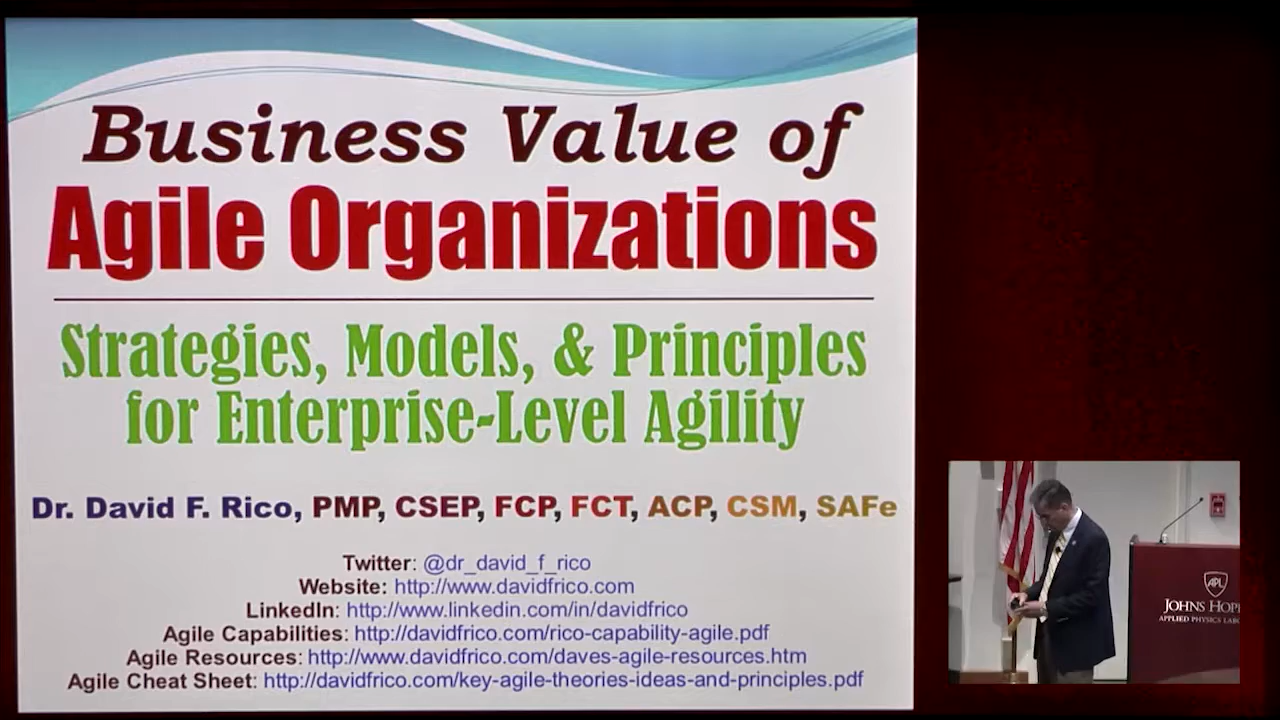 Business Value of
Agile Organizations
Strategies, Models, & Principles
for Enterprise-Level Agility
Dr. David F. Rico, PMP, CSEP, FCP, FCT, ACP, CSM, SAFe
Twitter: @dr_david_f_rico
Website: http://www.davidfrico.com
LinkedIn: http://www.linkedin.com/in/davidfrico
Agile Capabilities: http://davidfrico.com/rico-capability-agile.pdf
Agile Resources: http://www.davidfrico.com/daves-agile-resources.htm
Agile Cheat Sheet: http://davidfrico.com/key-agile-theories-ideas-and-principles.pdf
APL
JOHNS HOP
APPLIED PHYSICS LABO